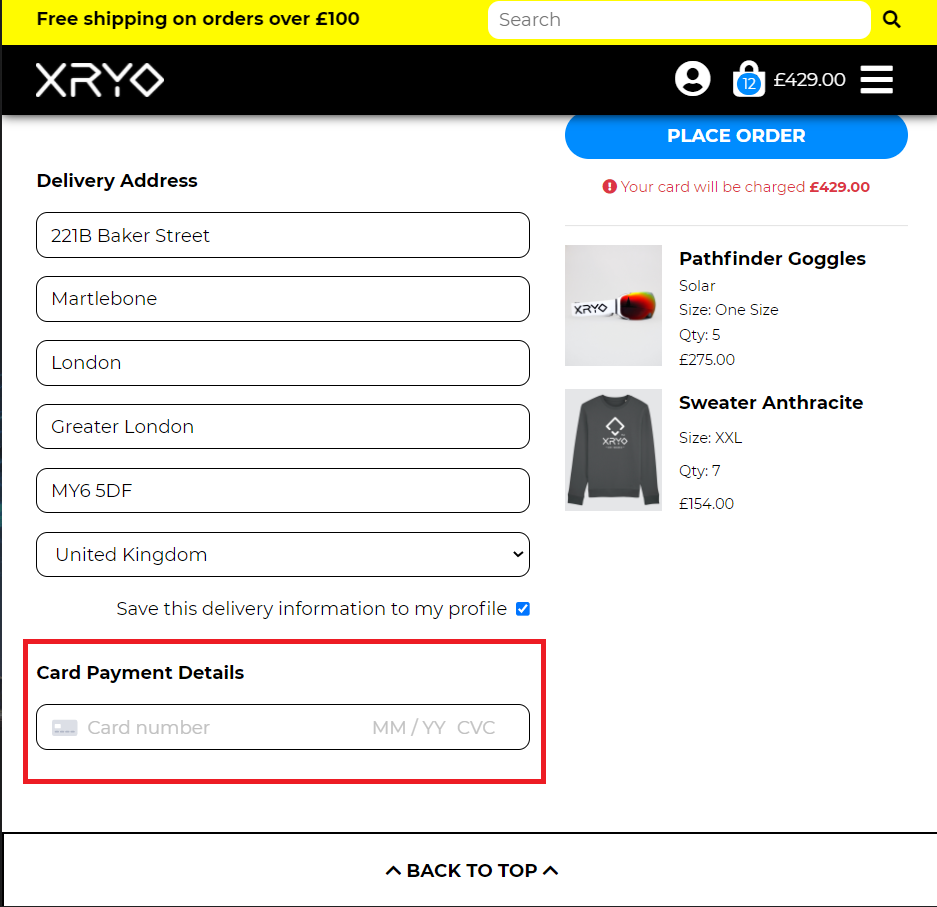 Free shipping on orders over £100
Search
XRYO
12
£429.00
PLACE ORDER
Your card will be charged £429.00
Delivery Address
221B Baker Street
Martlebone
London
Greater London
MY6 5DF
United Kingdom
Save this delivery information to my profile
Card Payment Details
Card number
MM / YY CVC
Pathfinder Goggles
Solar
Size: One Size
Qty: 5
£275.00
XRYO
Sweater Anthracite
Size: XXL
Qty: 7
£154.00
XRYO
BACK TO TOP